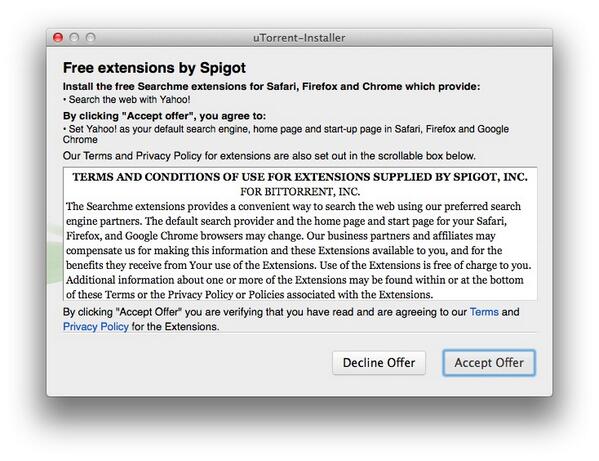 uTorrent-Installer
Free extensions by Spigot
Install the free Searchme extensions for Safari, Firefox and Chrome which provide:
• Search the web with Yahoo!
By clicking "Accept offer", you agree to:
• Set Yahoo! as your default search engine, home page and start-up page in Safari, Firefox and Google
Chrome
Our Terms and Privacy Policy for extensions are also set out in the scrollable box below.
TERMS AND CONDITIONS OF USE FOR EXTENSIONS SUPPLIED BY SPIGOT, INC.
FOR BITTORRENT, INC.
The Searchme extensions provides a convenient way to search the web using our preferred search
engine partners. The default search provider and the home page and start page for your Safari,
Firefox, and Google Chrome browsers may change. Our business partners and affiliates may
compensate us for making this information and these Extensions available to you, and for the
benefits they receive from Your use of the Extensions. Use of the Extensions is free of charge to you.
Additional information about one or more of the Extensions may be found within or at the bottom
of these Terms or the Privacy Policy or Policies associated with the Extensions.
By clicking "Accept Offer" you are verifying that you have read and are agreeing to our Terms and
Privacy Policy for the Extensions.
Decline Offer
Accept Offer